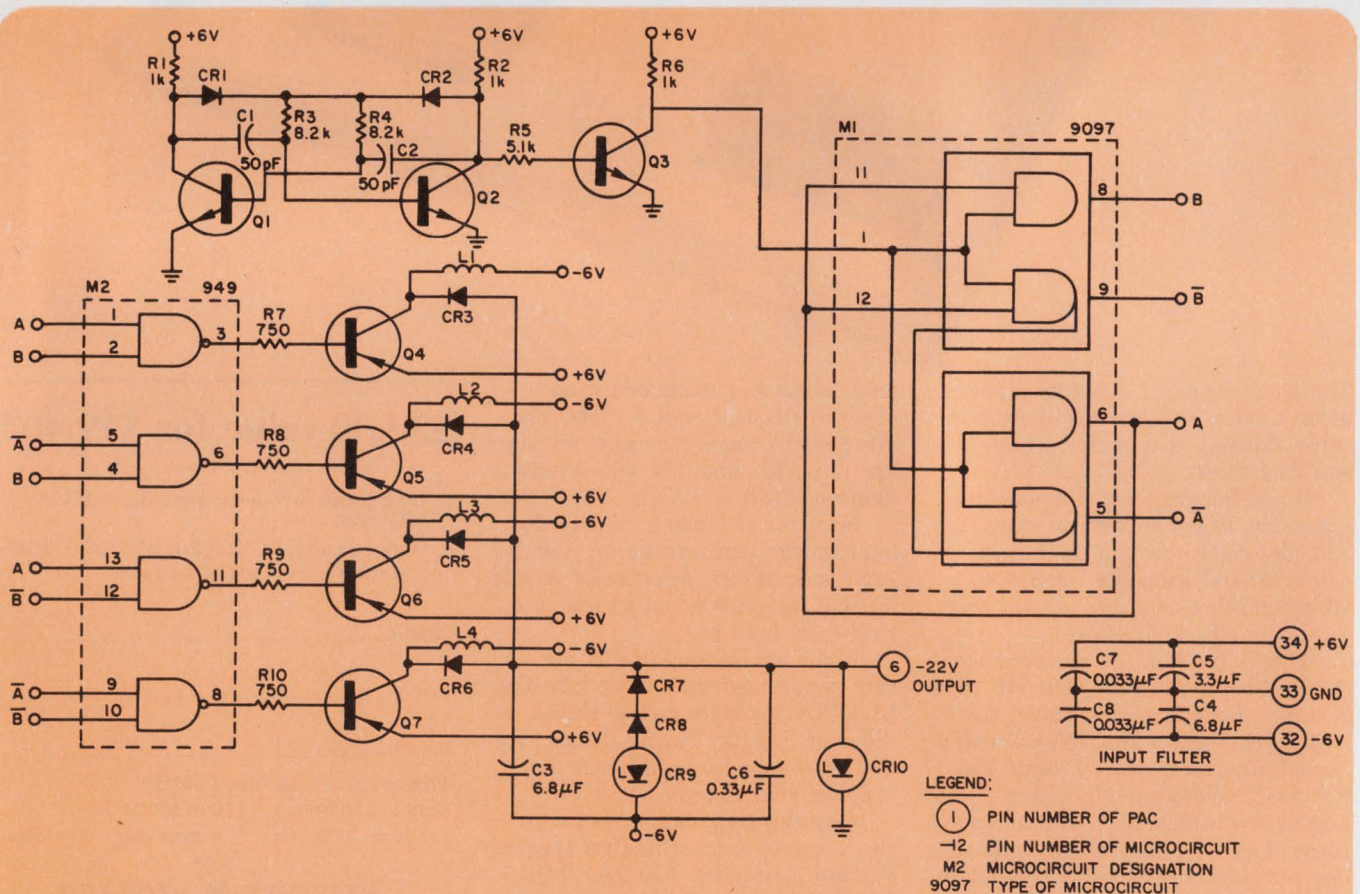 +6V
+6V
+6V
R1
1k
CR1
CR2
R2
1k
R6
1k
C1
R3
8.2k
R4
8.2k
C2
R5
5.1k
50pF
50pF
Q1
Q2
Q3
M1
9097
11
8
B
1
12
9
B̅
6
A
5
A̅
M2
949
A
1
B
2
3
R7
750
L1
-6V
CR3
Q4
+6V
A̅
5
B
4
6
R8
750
L2
-6V
CR4
Q5
+6V
A
13
B̅
12
11
R9
750
L3
-6V
CR5
Q6
+6V
A̅
9
B̅
10
8
R10
750
L4
-6V
CR6
Q7
+6V
6
-22V
OUTPUT
CR7
CR8
L
CR9
C3
6.8μF
C6
0.33μF
L
CR10
-6V
C7
0.033μF
C5
3.3μF
34
+6V
C8
0.033μF
C4
6.8μF
33
GND
32
-6V
INPUT FILTER
LEGEND:
1 PIN NUMBER OF PAC
12 PIN NUMBER OF MICROCIRCUIT
M2 MICROCIRCUIT DESIGNATION
9097 TYPE OF MICROCIRCUIT